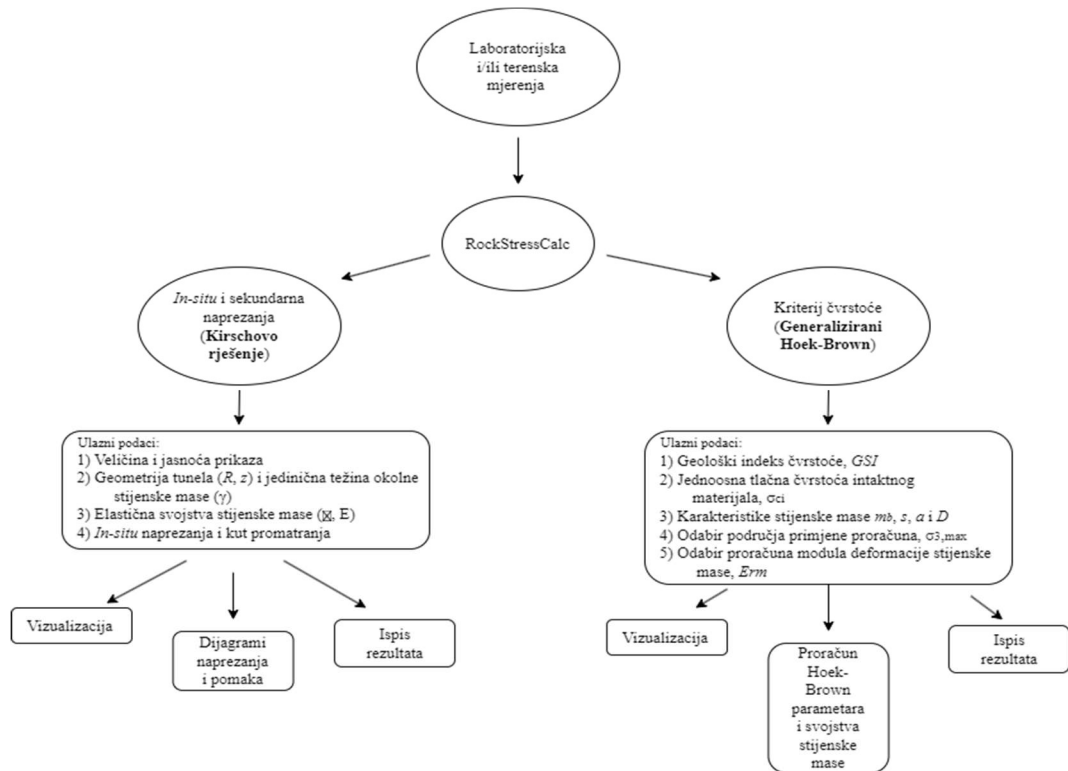 Laboratorijska
i/ili terenska
mjerenja
RockStressCalc
In-situ i sekundarna
naprezanja
(Kirschovo
rješenje)
Kriterij čvrstoće
(Generalizirani
Hoek-Brown)
Ulazni podaci:
1) Veličina i jasnoća prikaza
2) Geometrija tunela (R, z) i jedinična težina okolne
stijenske mase (γ)
3) Elastična svojstva stijenske mase (☒, E)
4) In-situ naprezanja i kut promatranja
Ulazni podaci:
1) Geološki indeks čvrstoće, GSI
2) Jednoosna tlačna čvrstoća intaktnog
materijala, σci
3) Karakteristike stijenske mase mb, s, a i D
4) Odabir područja primjene proračuna, σ3,max
5) Odabir proračuna modula deformacije stijenske
mase, Erm
Vizualizacija
Dijagrami
naprezanja
i pomaka
Ispis
rezultata
Vizualizacija
Proračun
Hoek-
Brown
parametara
i svojstva
stijenske
mase
Ispis
rezultata